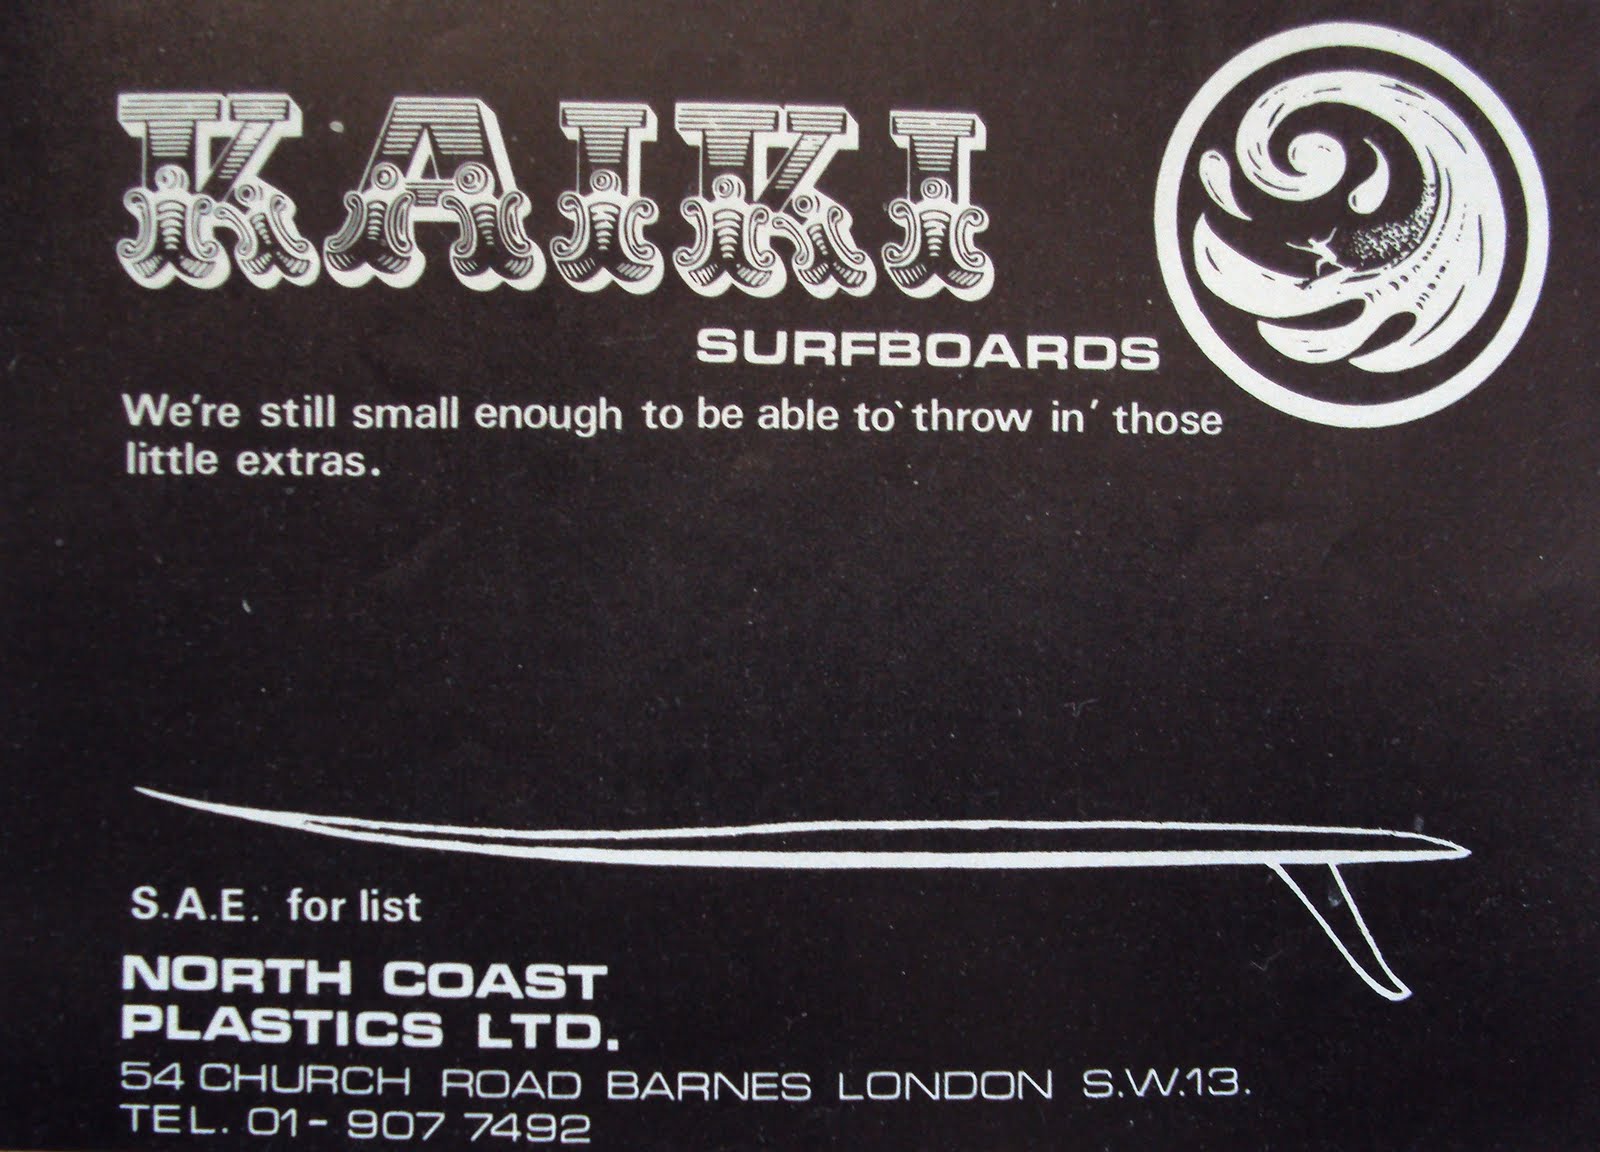 KAIKI
SURFBOARDS
We're still small enough to be able to `throw in' those
little extras.
S.A.E. for list
NORTH COAST
PLASTICS LTD.
54 CHURCH ROAD BARNES LONDON S.W.13.
TEL. 01- 907 7492